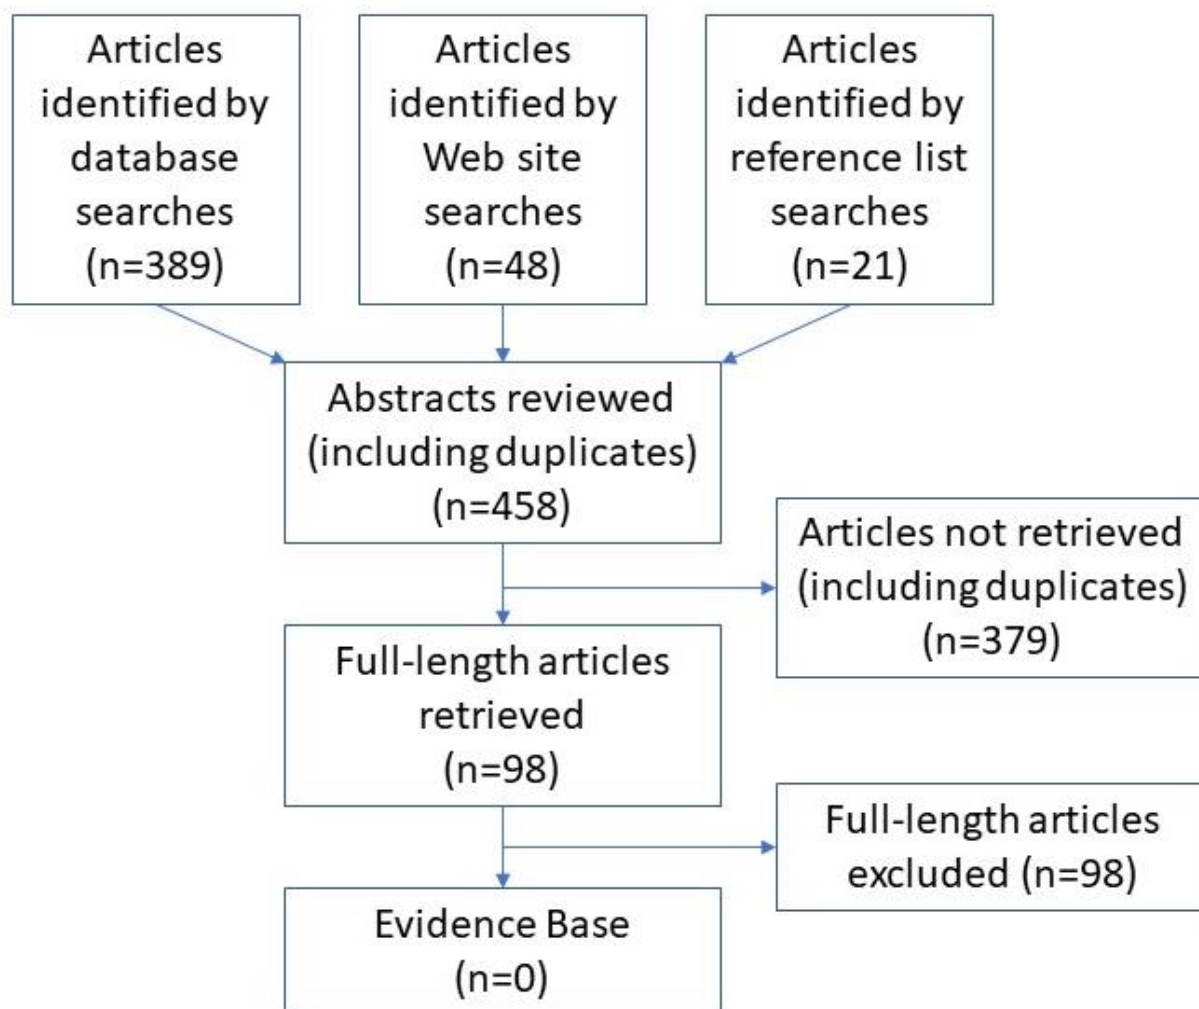 Articles
identified by
database
searches
(n=389)
Articles
identified by
Web site
searches
(n=48)
Articles
identified by
reference list
searches
(n=21)
Abstracts reviewed
(including duplicates)
(n=458)
Articles not retrieved
(including duplicates)
(n=379)
Full-length articles
retrieved
(n=98)
Full-length articles
excluded (n=98)
Evidence Base
(n=0)